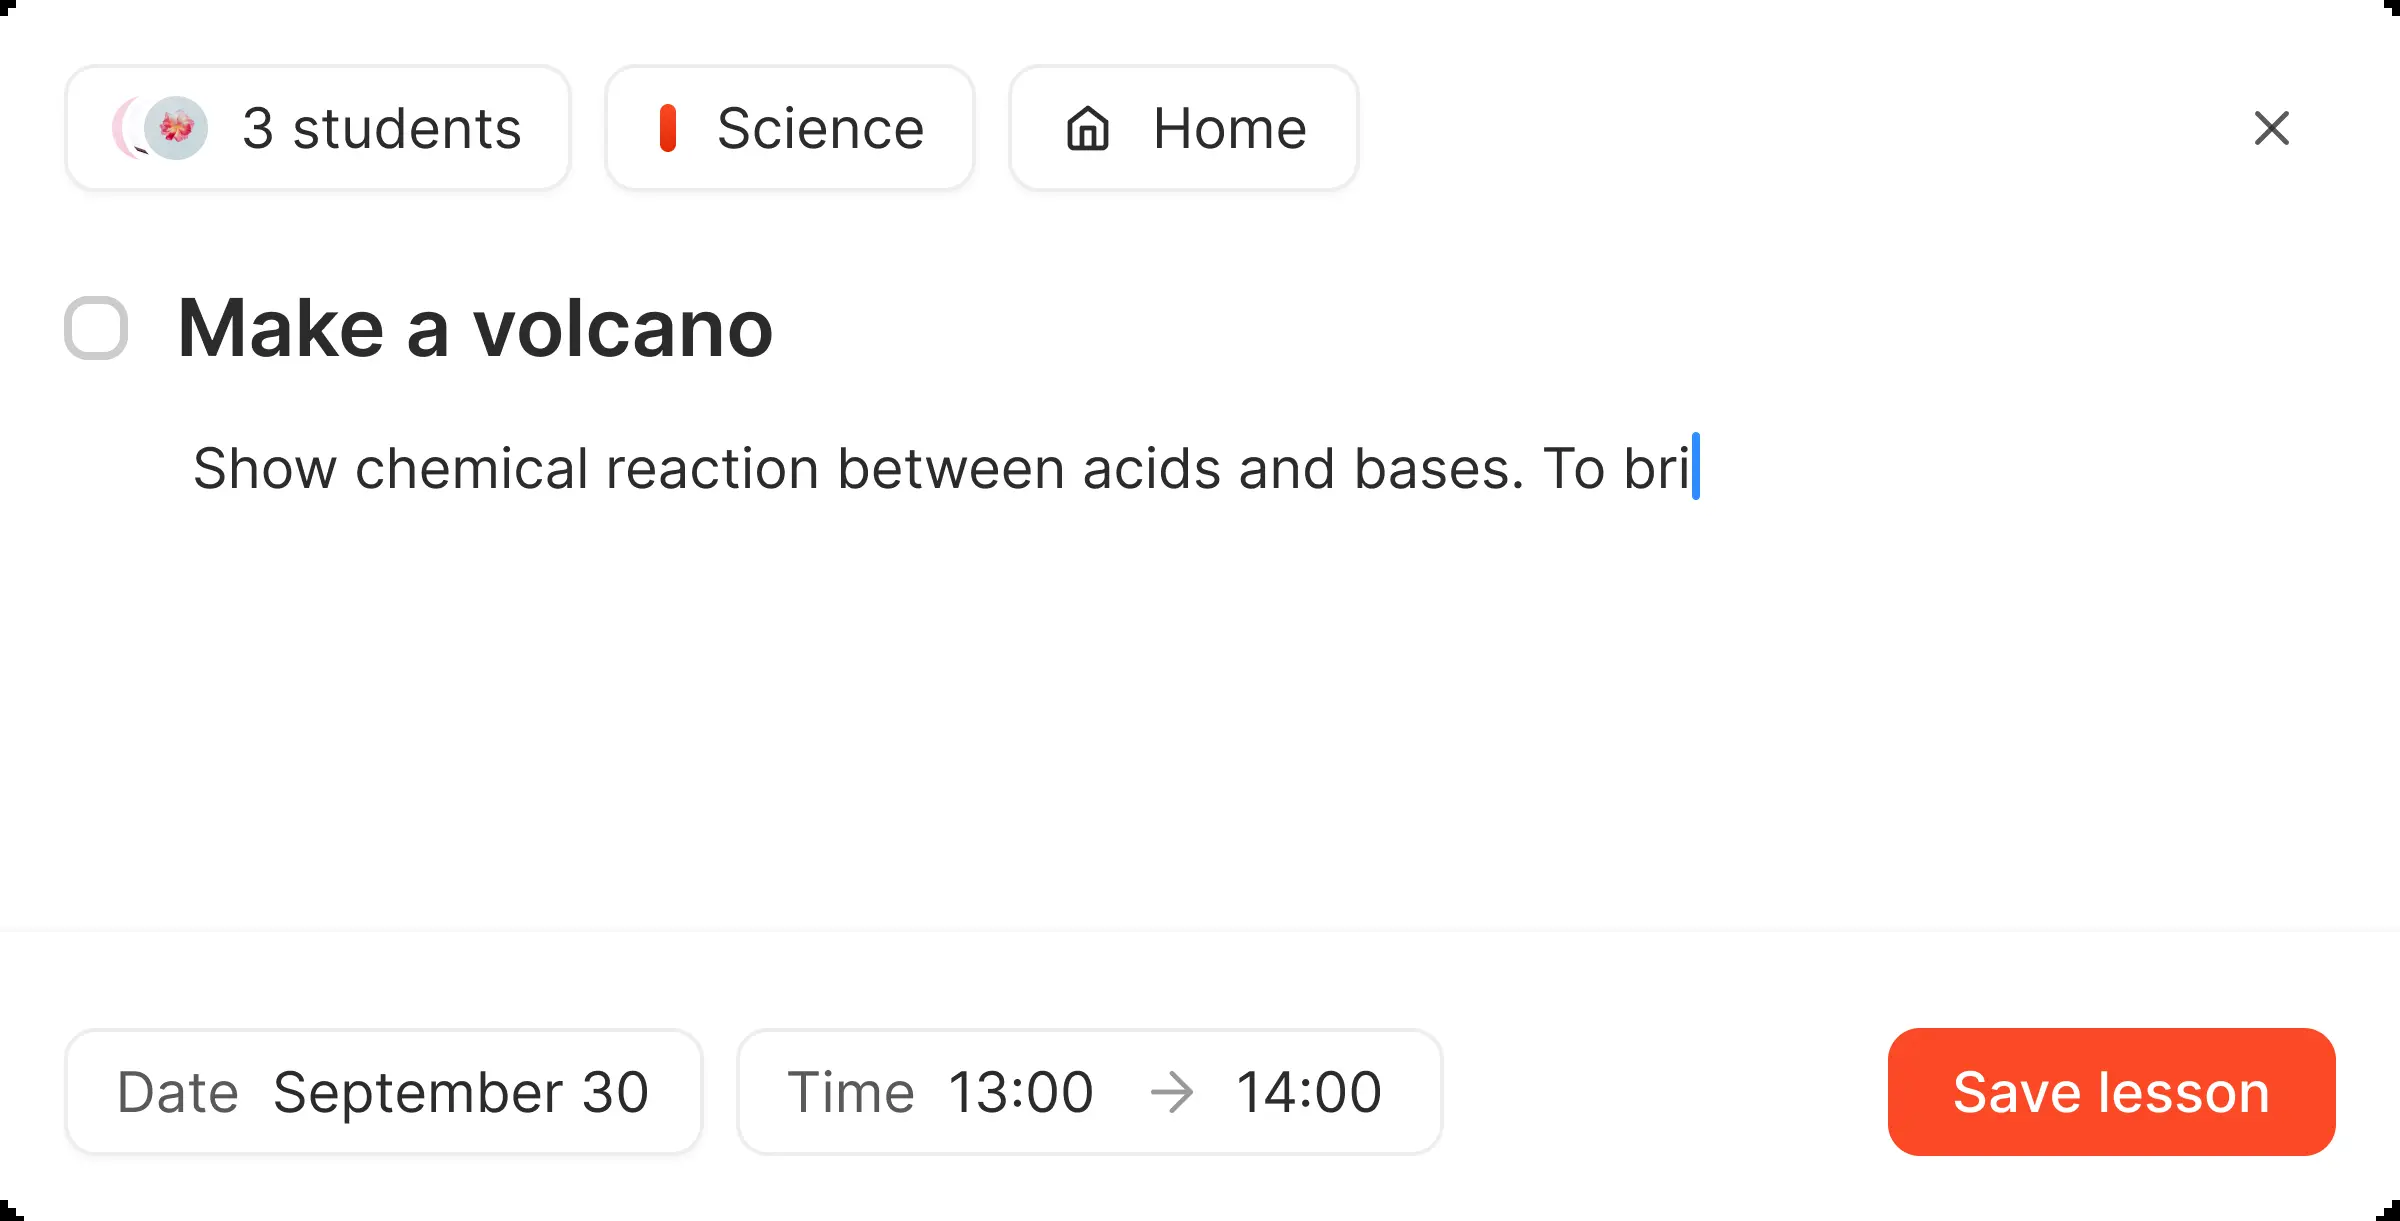 3 students
Science
Home
Make a volcano
Show chemical reaction between acids and bases. To bri
Date September 30
Time 13:00 → 14:00
Save lesson